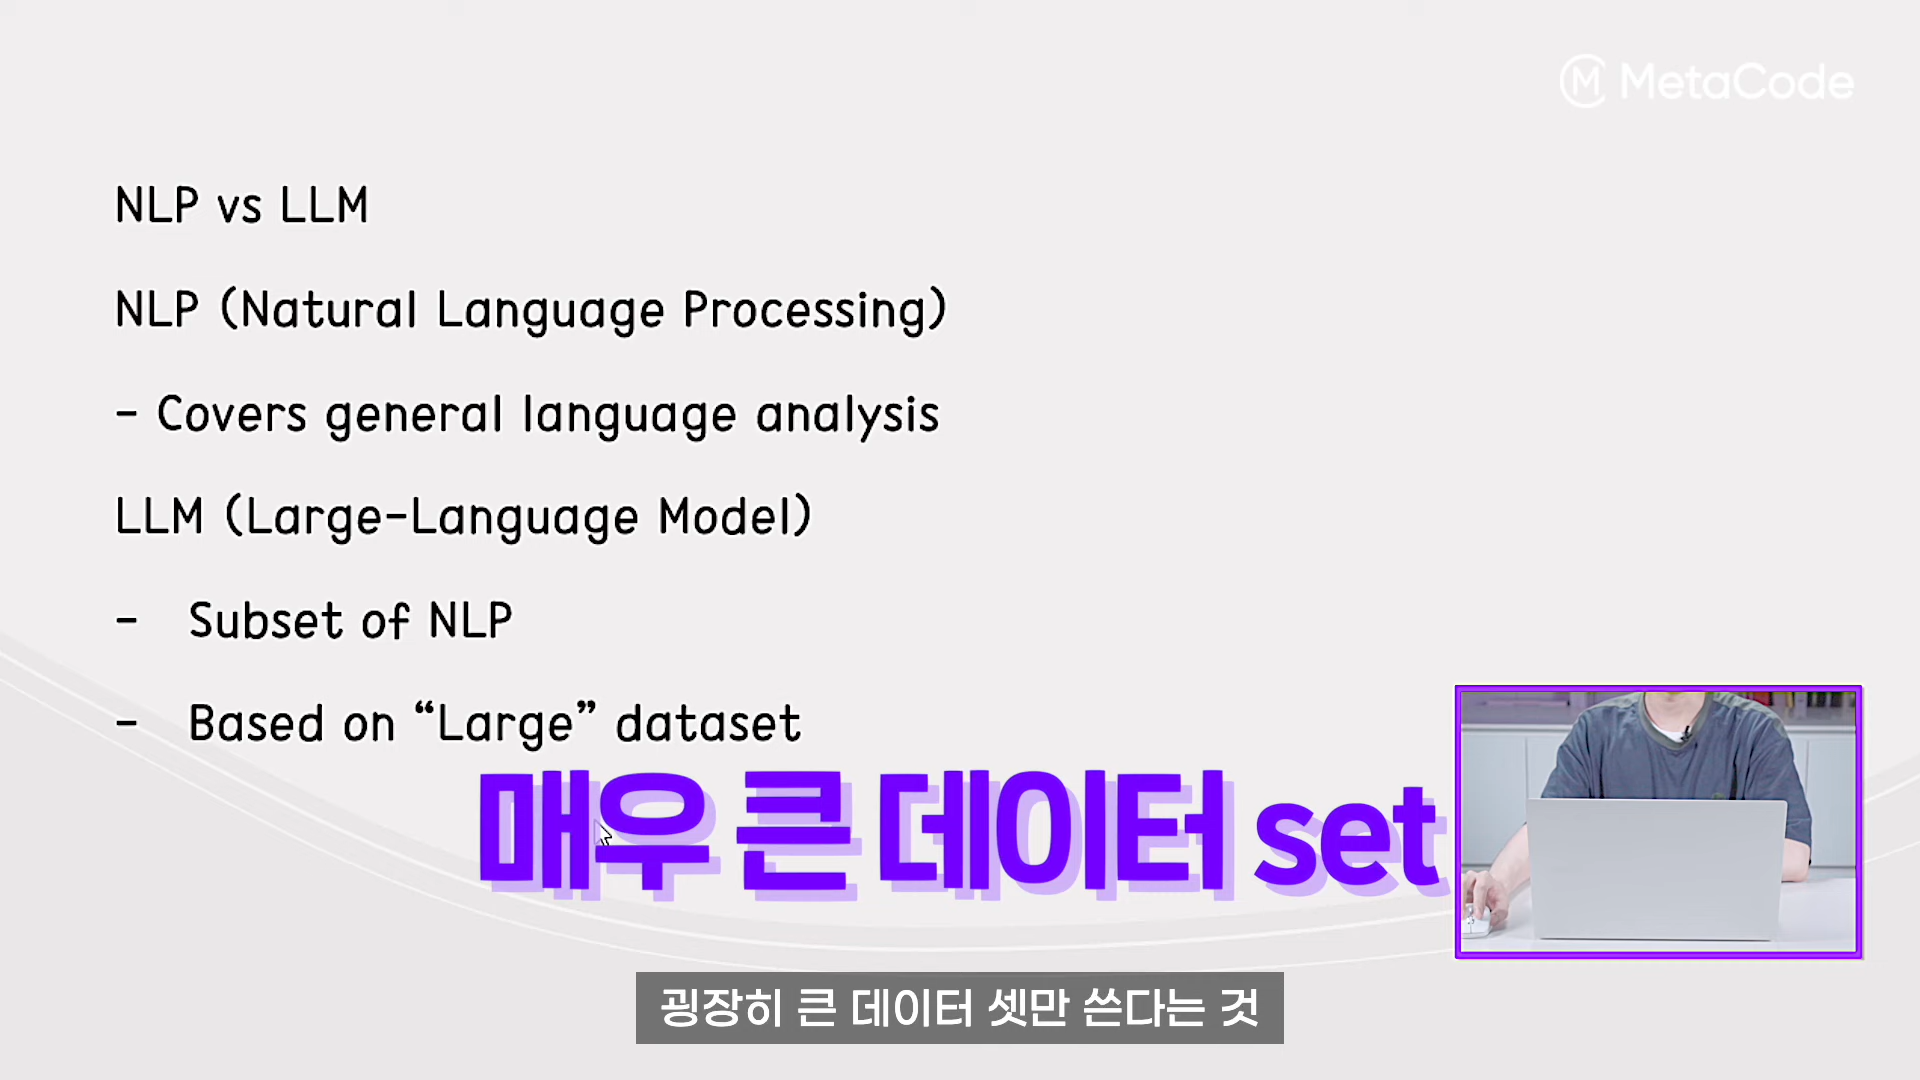 MetaCode
NLP vs LLM
NLP (Natural Language Processing)
- Covers general language analysis
LLM (Large-Language Model)
- Subset of NLP
- Based on “Large” dataset
매우 큰 데이터 set
굉장히 큰 데이터 셋만 쓴다는 것